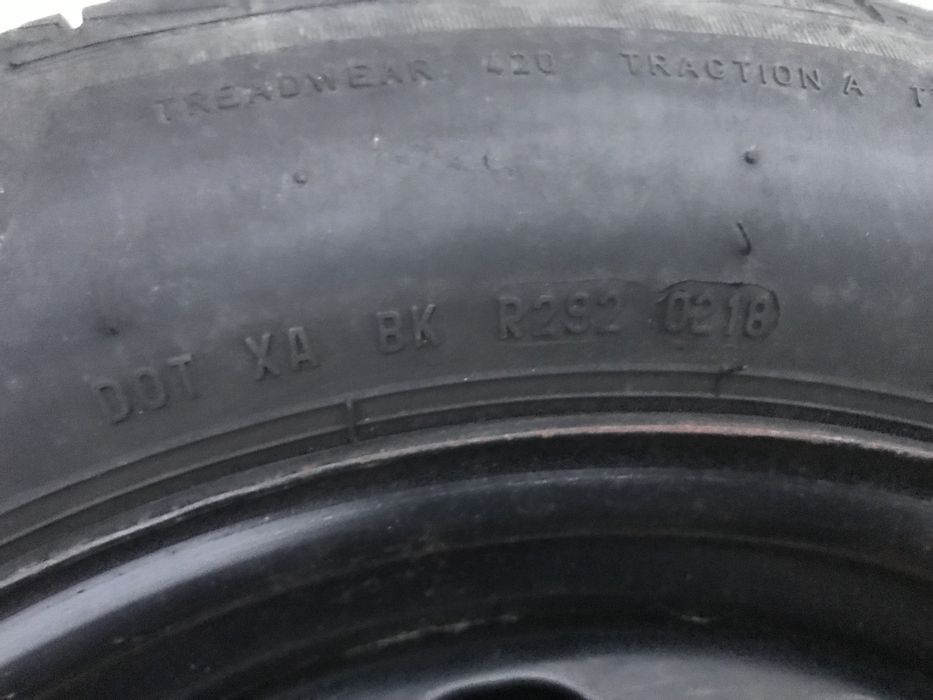 TREADWEAR 420 TRACTION A T
DOT XA BK R292 0218